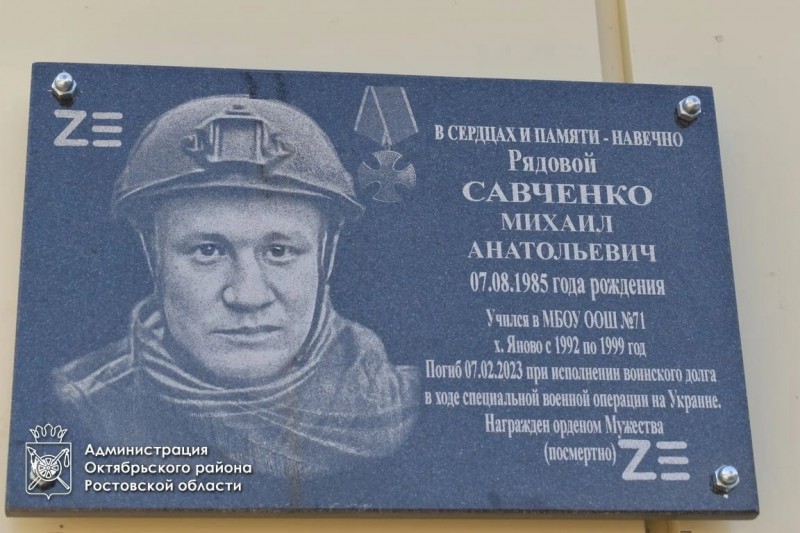 ZΞ
В СЕРДЦАХ И ПАМЯТИ - НАВЕЧНО
Рядовой
САВЧЕНКО
МИХАИЛ
АНАТОЛЬЕВИЧ
07.08.1985 года рождения
Учился в МБОУ ООШ №71
х. Яново с 1992 по 1999 год
Погиб 07.02.2023 при исполнении воинского долга
в ходе специальной военной операции на Украине.
Награжден орденом Мужества
(посмертно)
ZΞ
Администрация
Октябрьского района
Ростовской области